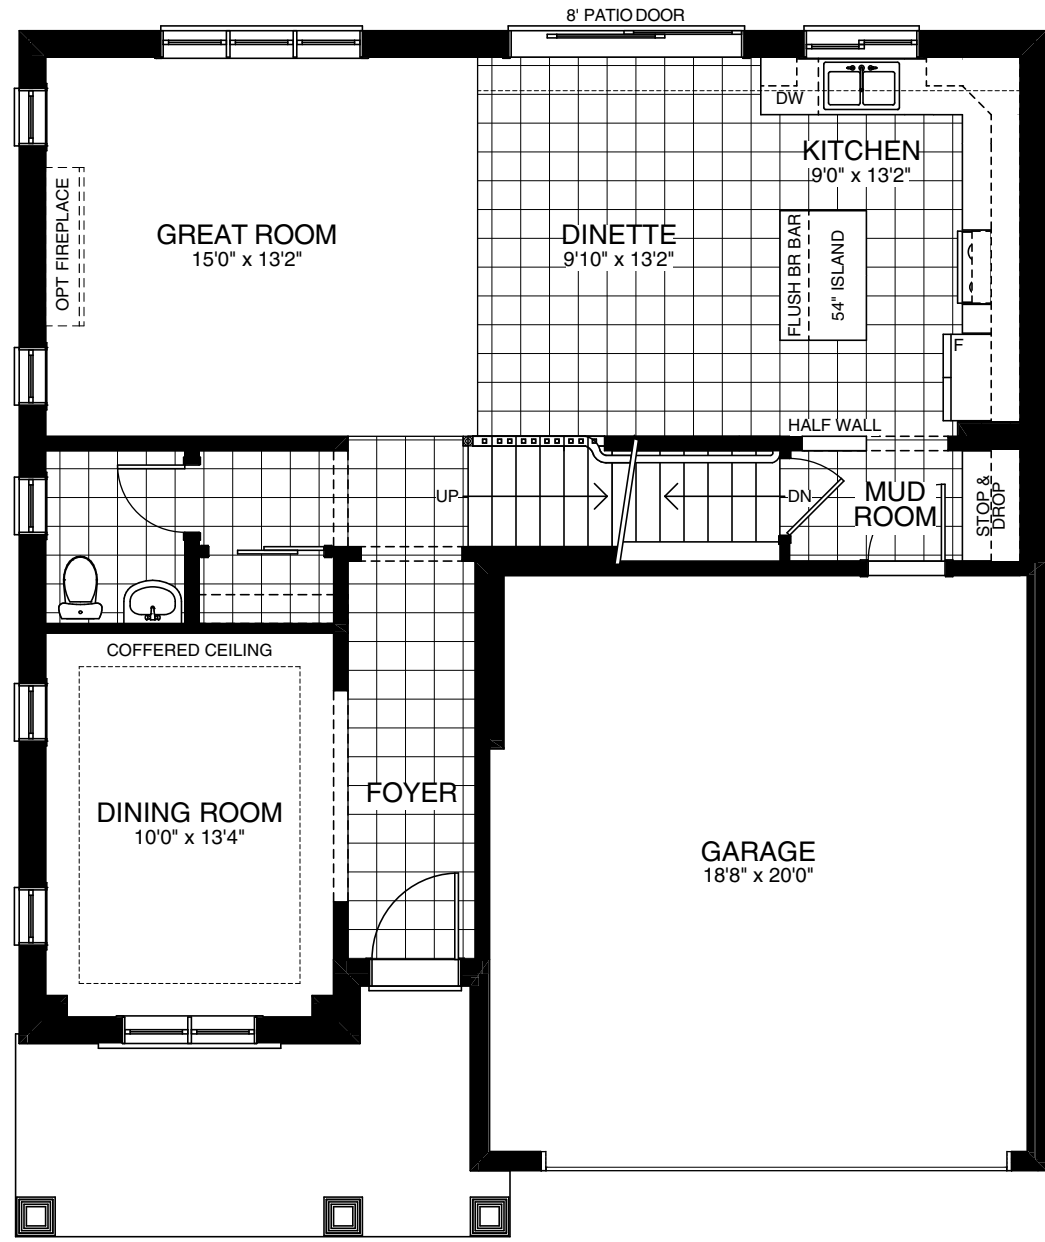 8' PATIO DOOR
DW
KITCHEN
9'0" x 13'2"
OPT FIREPLACE
GREAT ROOM
15'0" x 13'2"
DINETTE
9'10" x 13'2"
FLUSH BR BAR
54" ISLAND
F
HALF WALL
UP
DN
MUD
ROOM
STOP &
DROP
COFFERED CEILING
FOYER
DINING ROOM
10'0" x 13'4"
GARAGE
18'8" x 20'0"